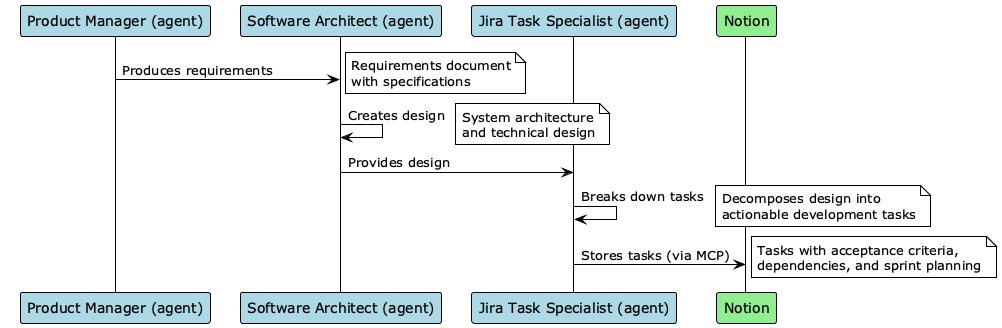 Product Manager (agent)
Software Architect (agent)
Jira Task Specialist (agent)
Notion
Produces requirements
Requirements document
with specifications
Creates design
System architecture
and technical design
Provides design
Breaks down tasks
Decomposes design into
actionable development tasks
Stores tasks (via MCP)
Tasks with acceptance criteria,
dependencies, and sprint planning
Product Manager (agent)
Software Architect (agent)
Jira Task Specialist (agent)
Notion